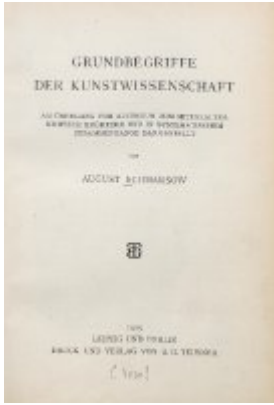 GRUNDBEGRIFFE
DER KUNSTWISSENSCHAFT
AM ÜBERGANG VOM ALTERTUM ZUM MITTELALTER
KRITISCH ERÖRTERT UND IN SYSTEMATISCHEM
ZUSAMMENHANGE DARGESTELLT
VON
AUGUST SCHMARSOW
LEIPZIG UND BERLIN
DRUCK UND VERLAG VON B. G. TEUBNER